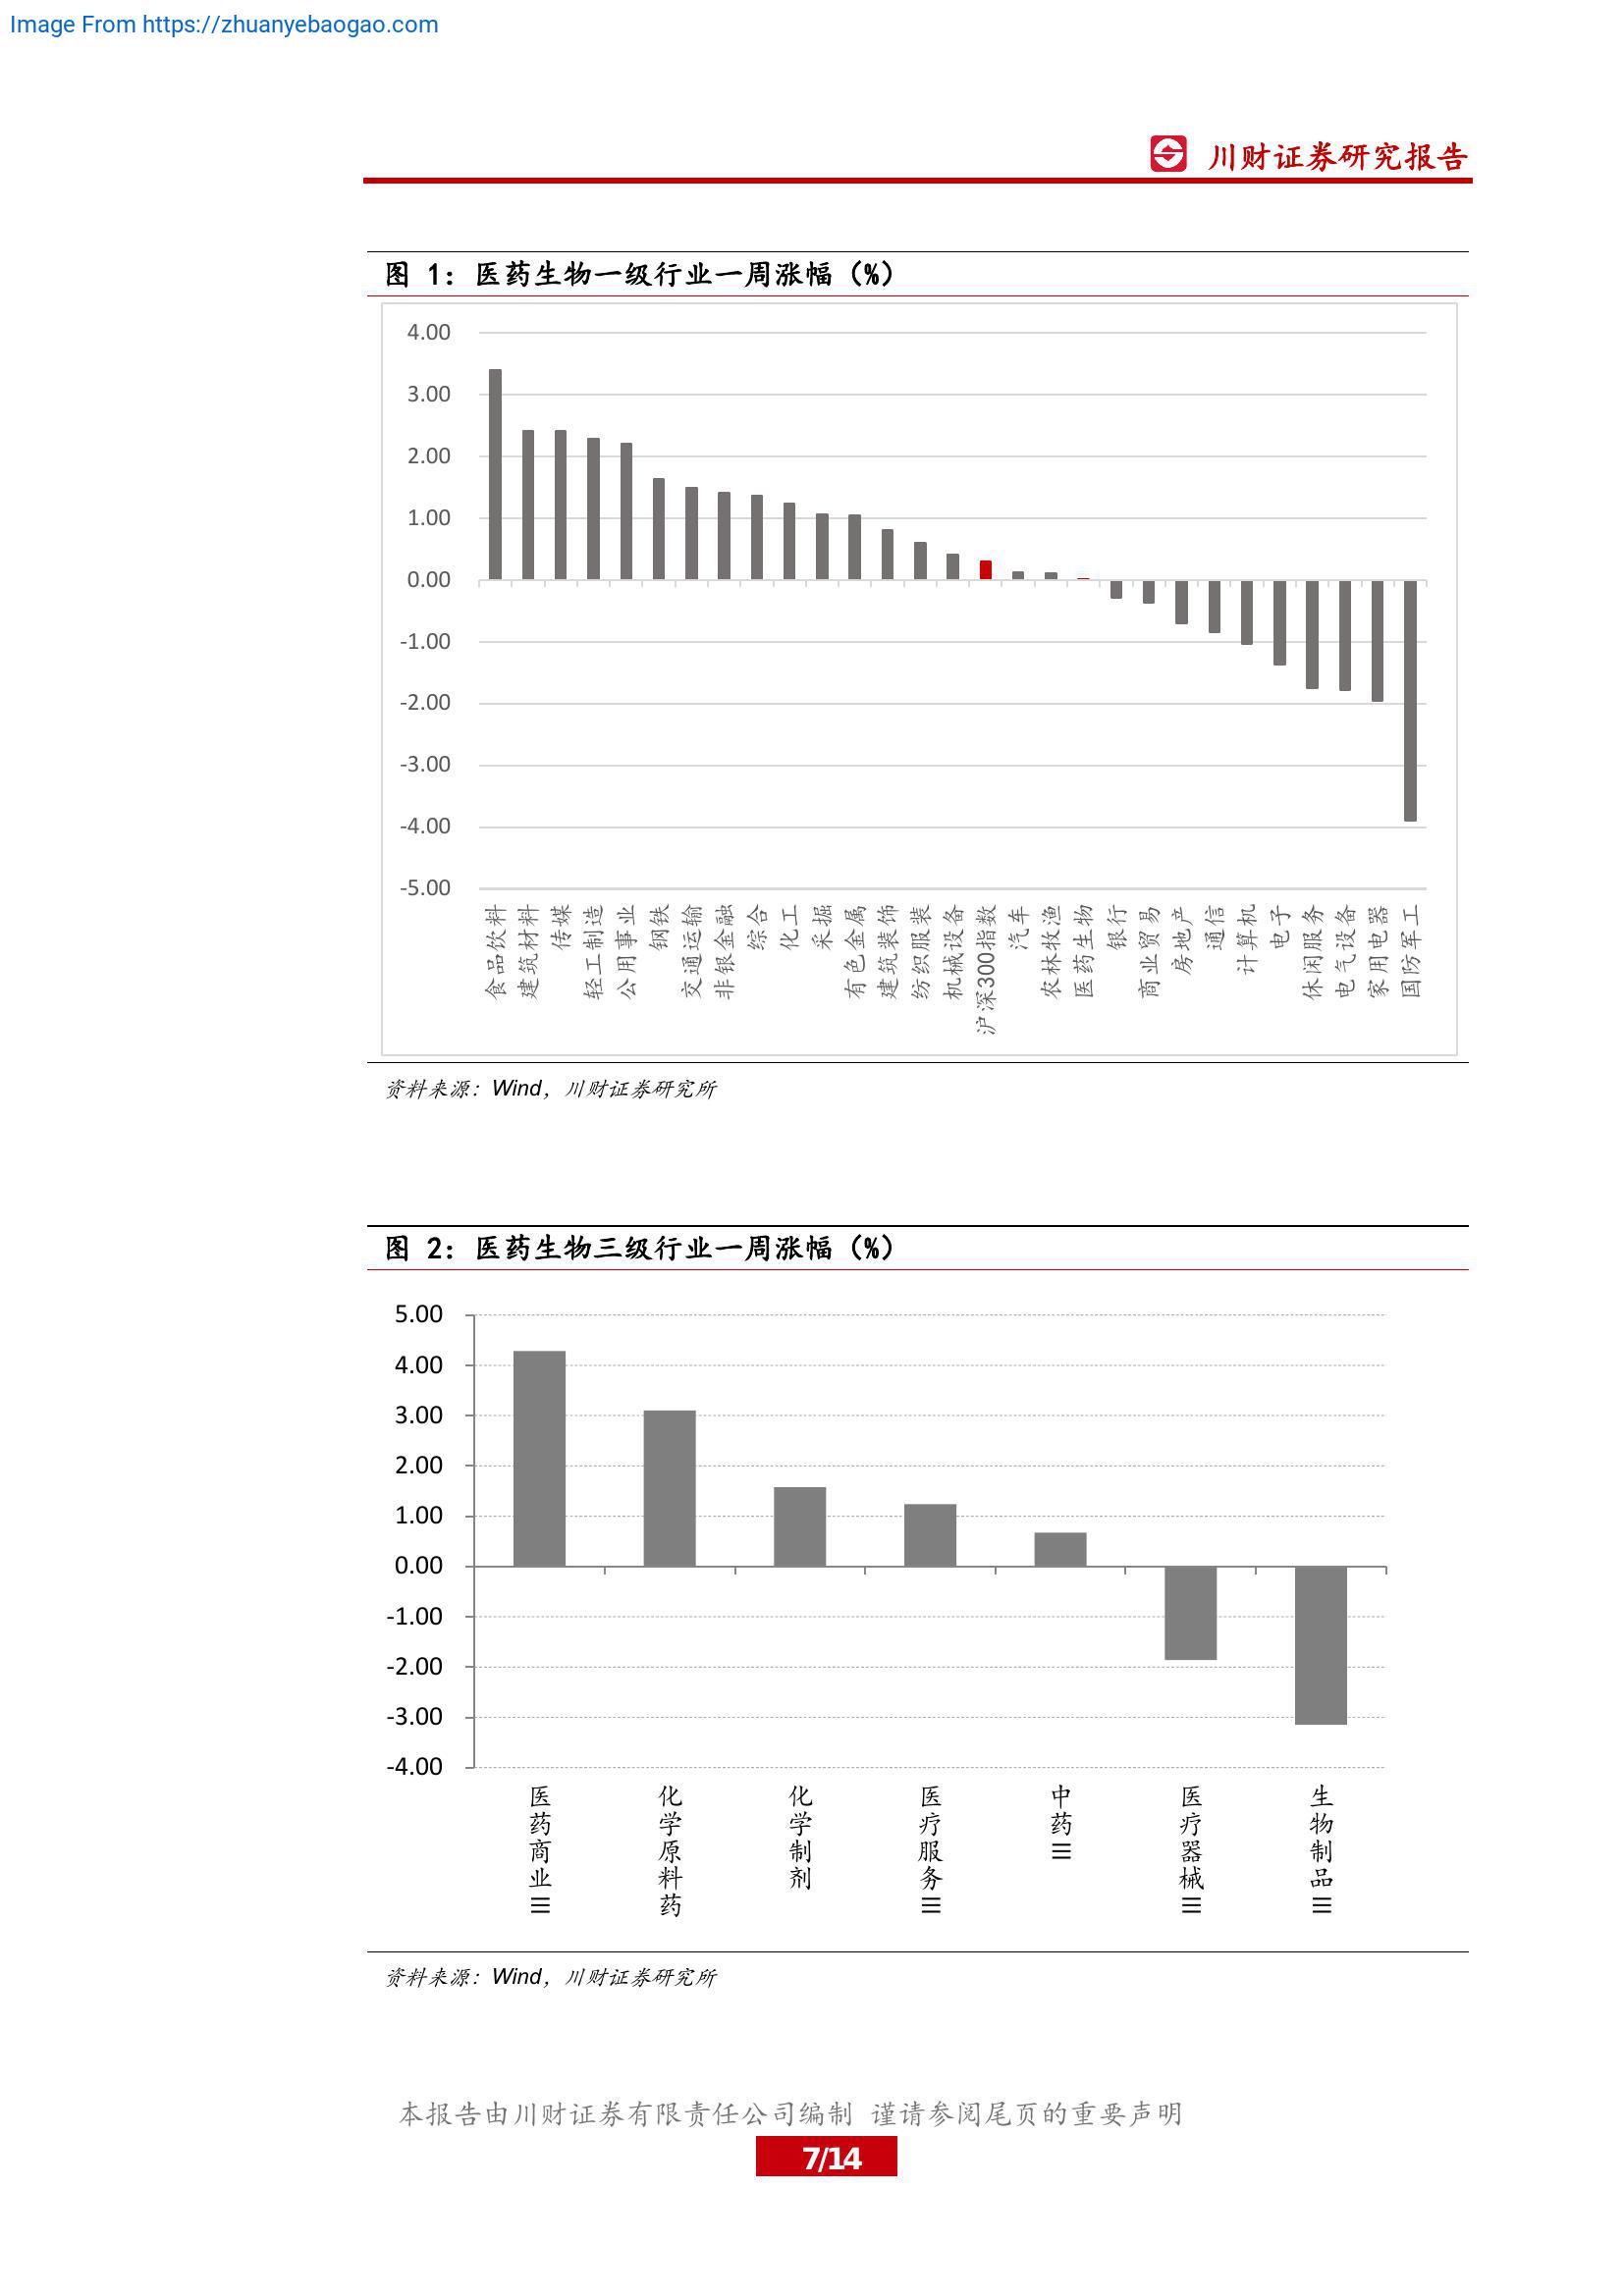 Image From https://zhuanyebaogao.com
川财证券研究报告
图 1: 医药生物一级行业一周涨幅（%）
4.00
3.00
2.00
1.00
0.00
-1.00
-2.00
-3.00
-4.00
-5.00
食品饮料
建筑材料
传媒
轻工制造
公用事业
钢铁
交通运输
非银金融
综合
化工
采掘
有色金属
建筑装饰
纺织服装
机械设备
沪深300指数
汽车
农林牧渔
医药生物
银行
商业贸易
房地产
通信
计算机
电子
休闲服务
电气设备
家用电器
国防军工
资料来源：Wind，川财证券研究所
图 2: 医药生物三级行业一周涨幅（%）
5.00
4.00
3.00
2.00
1.00
0.00
-1.00
-2.00
-3.00
-4.00
医药商业Ⅲ
化学原料药
化学制剂
医疗服务Ⅲ
中药Ⅲ
医疗器械Ⅲ
生物制品Ⅲ
资料来源：Wind，川财证券研究所
本报告由川财证券有限责任公司编制 谨请参阅尾页的重要声明
7/14